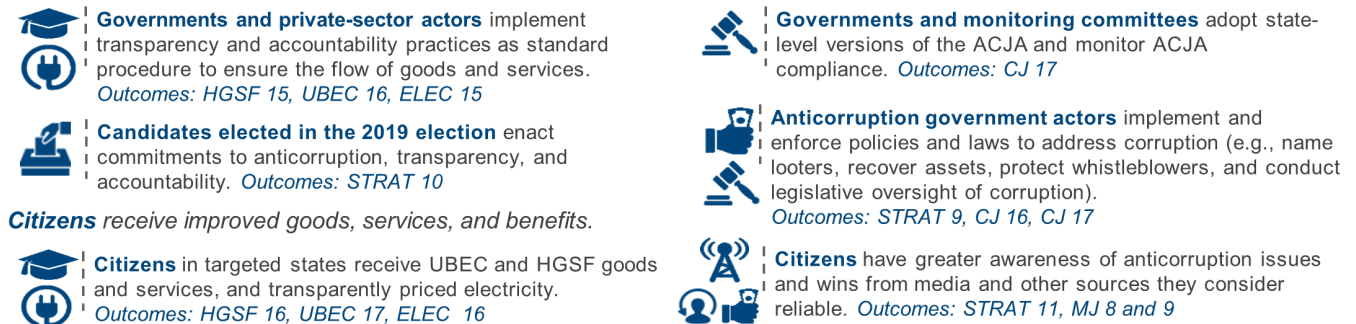 Governments and private-sector actors implement
transparency and accountability practices as standard
procedure to ensure the flow of goods and services.
Outcomes: HGSF 15, UBEC 16, ELEC 15
Candidates elected in the 2019 election enact
commitments to anticorruption, transparency, and
accountability. Outcomes: STRAT 10
Citizens receive improved goods, services, and benefits.
Citizens in targeted states receive UBEC and HGSF goods
and services, and transparently priced electricity.
Outcomes: HGSF 16, UBEC 17, ELEC 16
Governments and monitoring committees adopt state-
level versions of the ACJA and monitor ACJA
compliance. Outcomes: CJ 17
Anticorruption government actors implement and
enforce policies and laws to address corruption (e.g., name
looters, recover assets, protect whistleblowers, and conduct
legislative oversight of corruption).
Outcomes: STRAT 9, CJ 16, CJ 17
Citizens have greater awareness of anticorruption issues
and wins from media and other sources they consider
reliable. Outcomes: STRAT 11, MJ 8 and 9